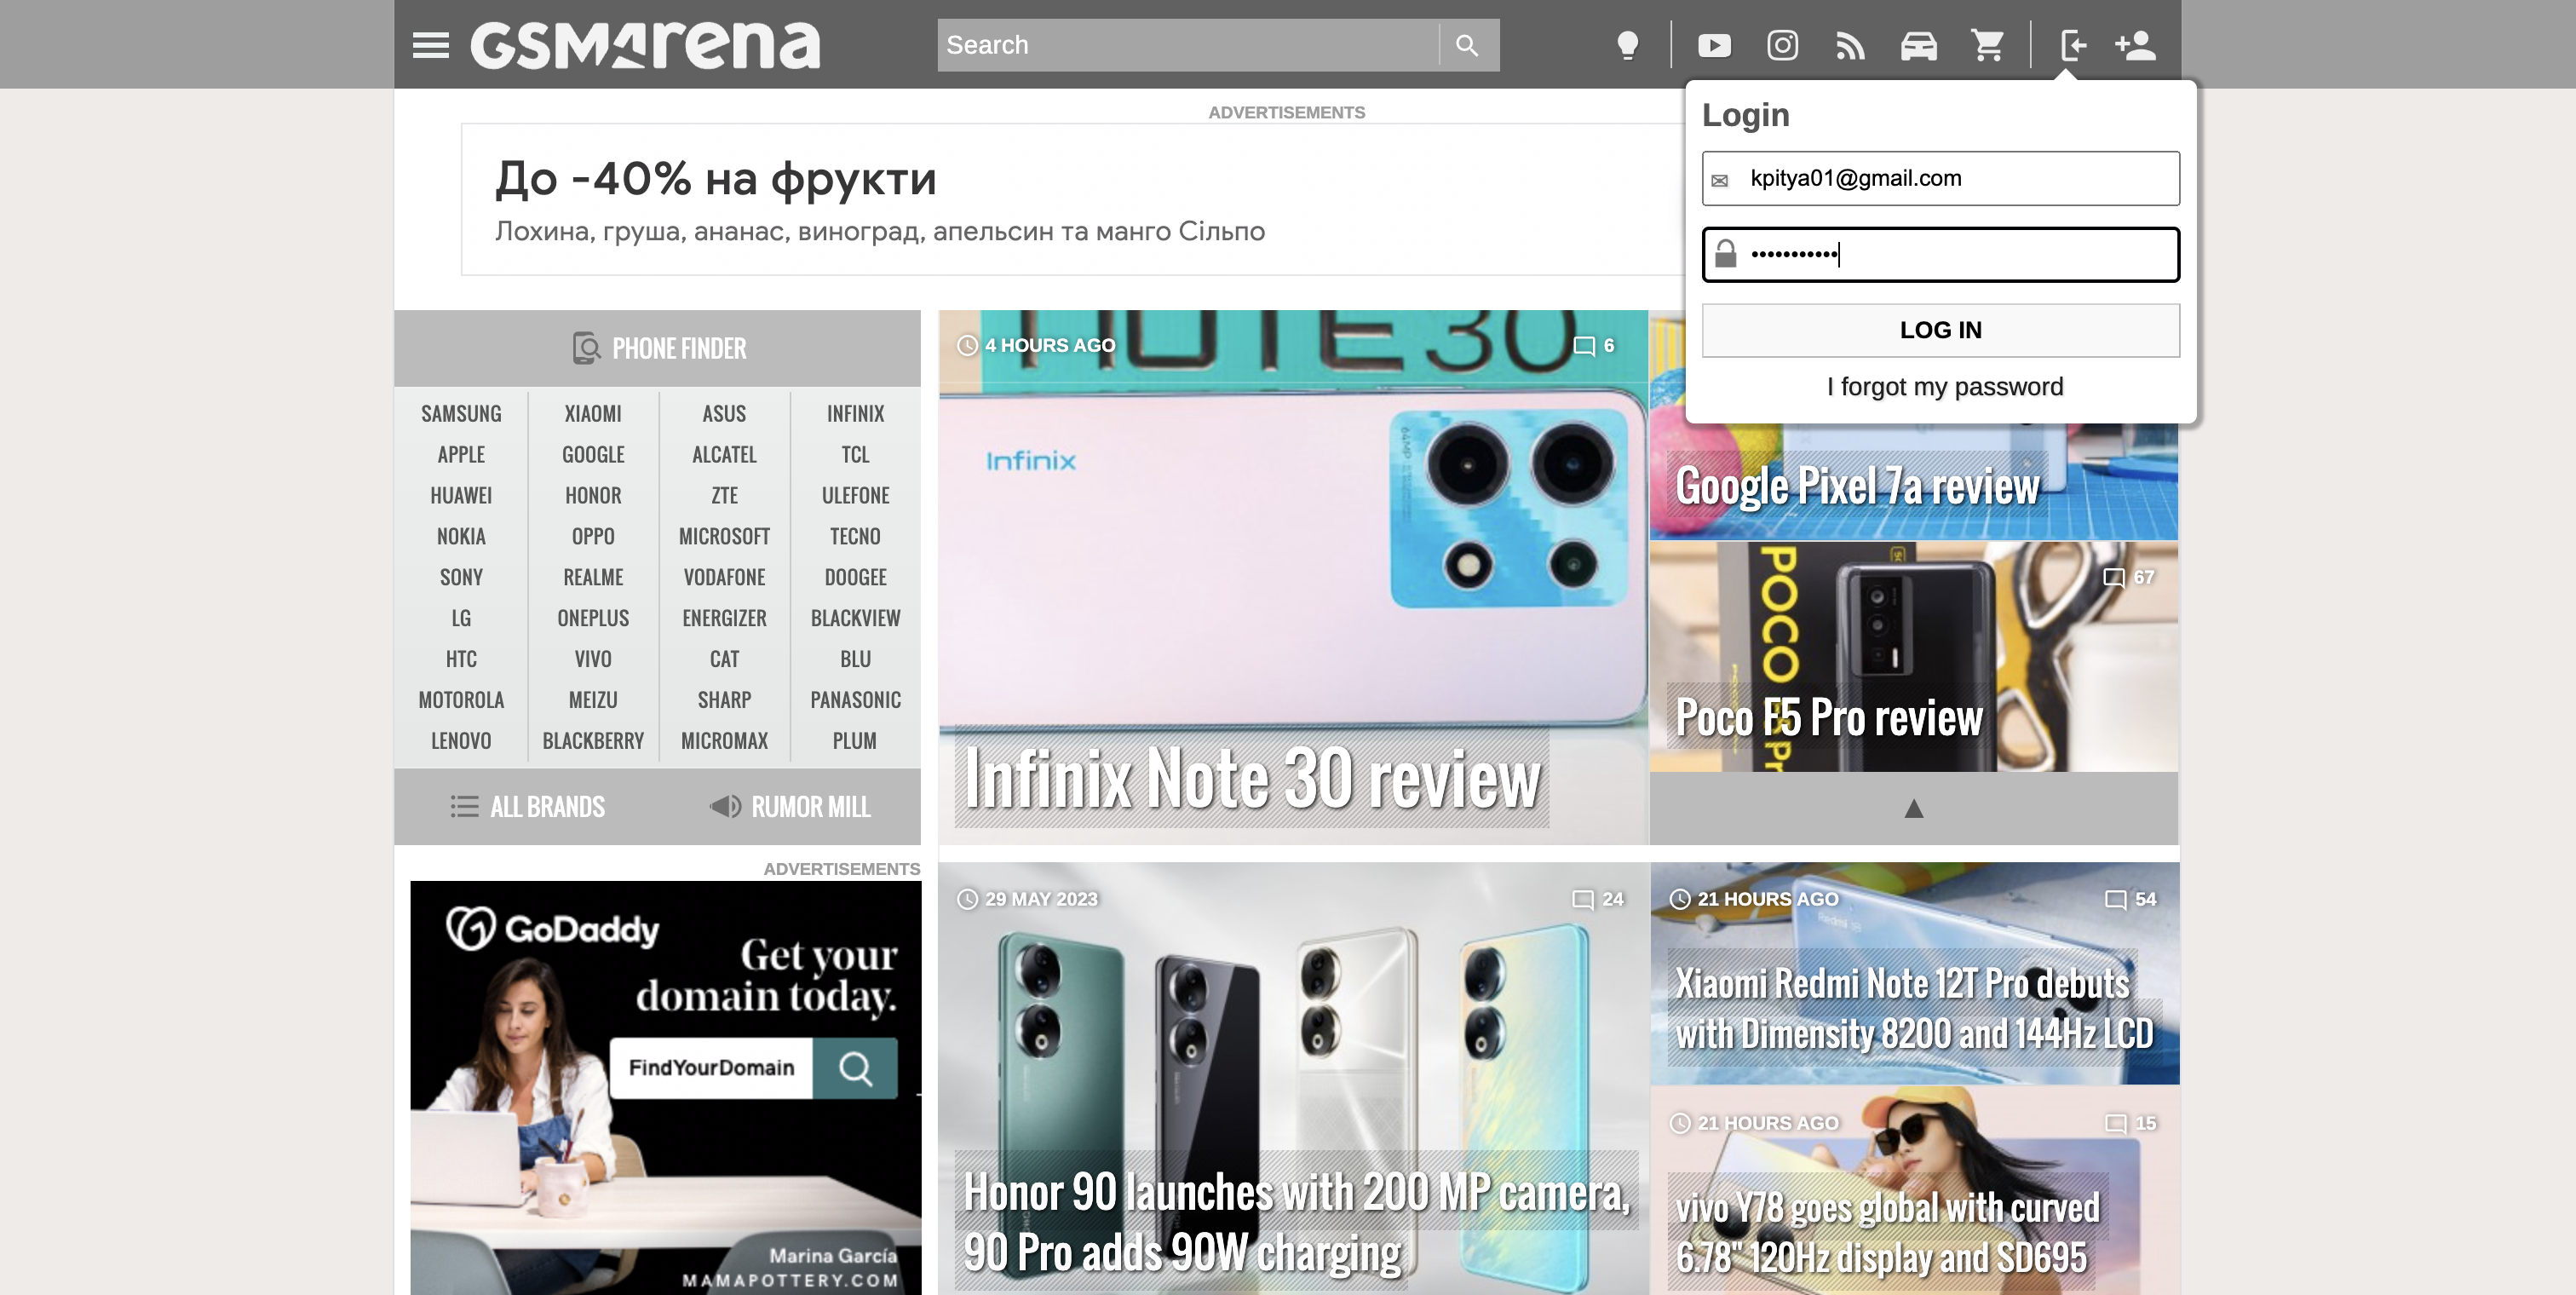 GSMArena
Search
ADVERTISEMENTS
До -40% на фрукти
Лохина, груша, ананас, виноград, апельсин та манго Сільпо
Login
kpitya01@gmail.com
•••••••••••
LOG IN
I forgot my password
PHONE FINDER
SAMSUNG XIAOMI ASUS INFINIX
APPLE GOOGLE ALCATEL TCL
HUAWEI HONOR ZTE ULEFONE
NOKIA OPPO MICROSOFT TECNO
SONY REALME VODAFONE DOOGEE
LG ONEPLUS ENERGIZER BLACKVIEW
HTC VIVO CAT BLU
MOTOROLA MEIZU SHARP PANASONIC
LENOVO BLACKBERRY MICROMAX PLUM
ALL BRANDS RUMOR MILL
NOTE 30
4 HOURS AGO 6
Infinix
64MP
Infinix Note 30 review
Google Pixel 7a review
67
POCO
Poco F5 Pro review
ADVERTISEMENTS
GoDaddy
Get your
domain today.
FindYourDomain
Marina García
MAMAPOTTERY.COM
29 MAY 2023 24
Honor 90 launches with 200 MP camera,
90 Pro adds 90W charging
21 HOURS AGO 54
Redmi
Xiaomi Redmi Note 12T Pro debuts
with Dimensity 8200 and 144Hz LCD
21 HOURS AGO 15
vivo Y78 goes global with curved
6.78" 120Hz display and SD695